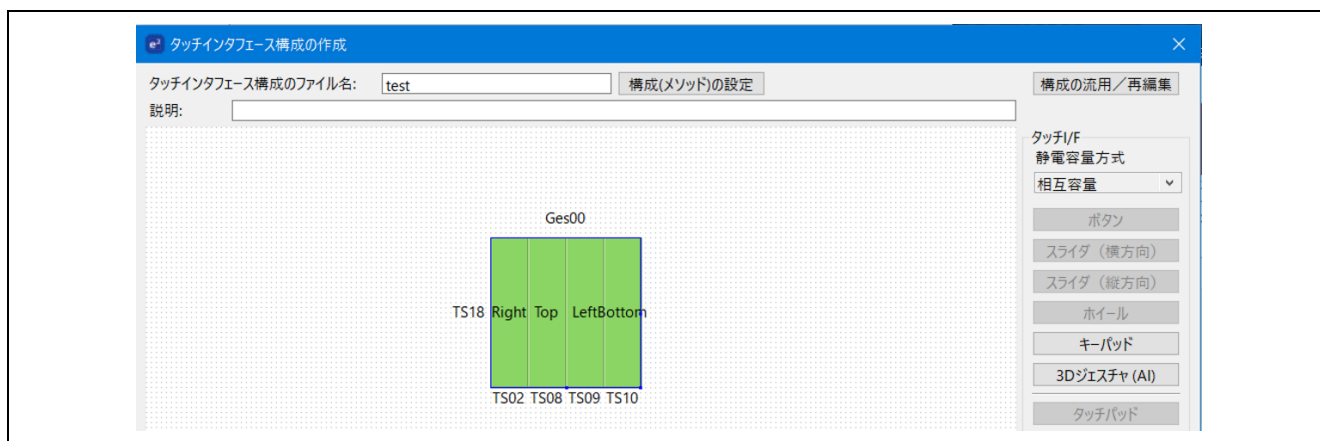 e² タッチインタフェース構成の作成
タッチインタフェース構成のファイル名: test 構成(メソッド)の設定 構成の流用／再編集
説明:
タッチI/F
静電容量方式
相互容量
ボタン
スライダ（横方向）
スライダ（縦方向）
ホイール
キーパッド
3Dジェスチャ (AI)
タッチパッド
Ges00
TS18 Right Top Left Bottom
TS02 TS08 TS09 TS10